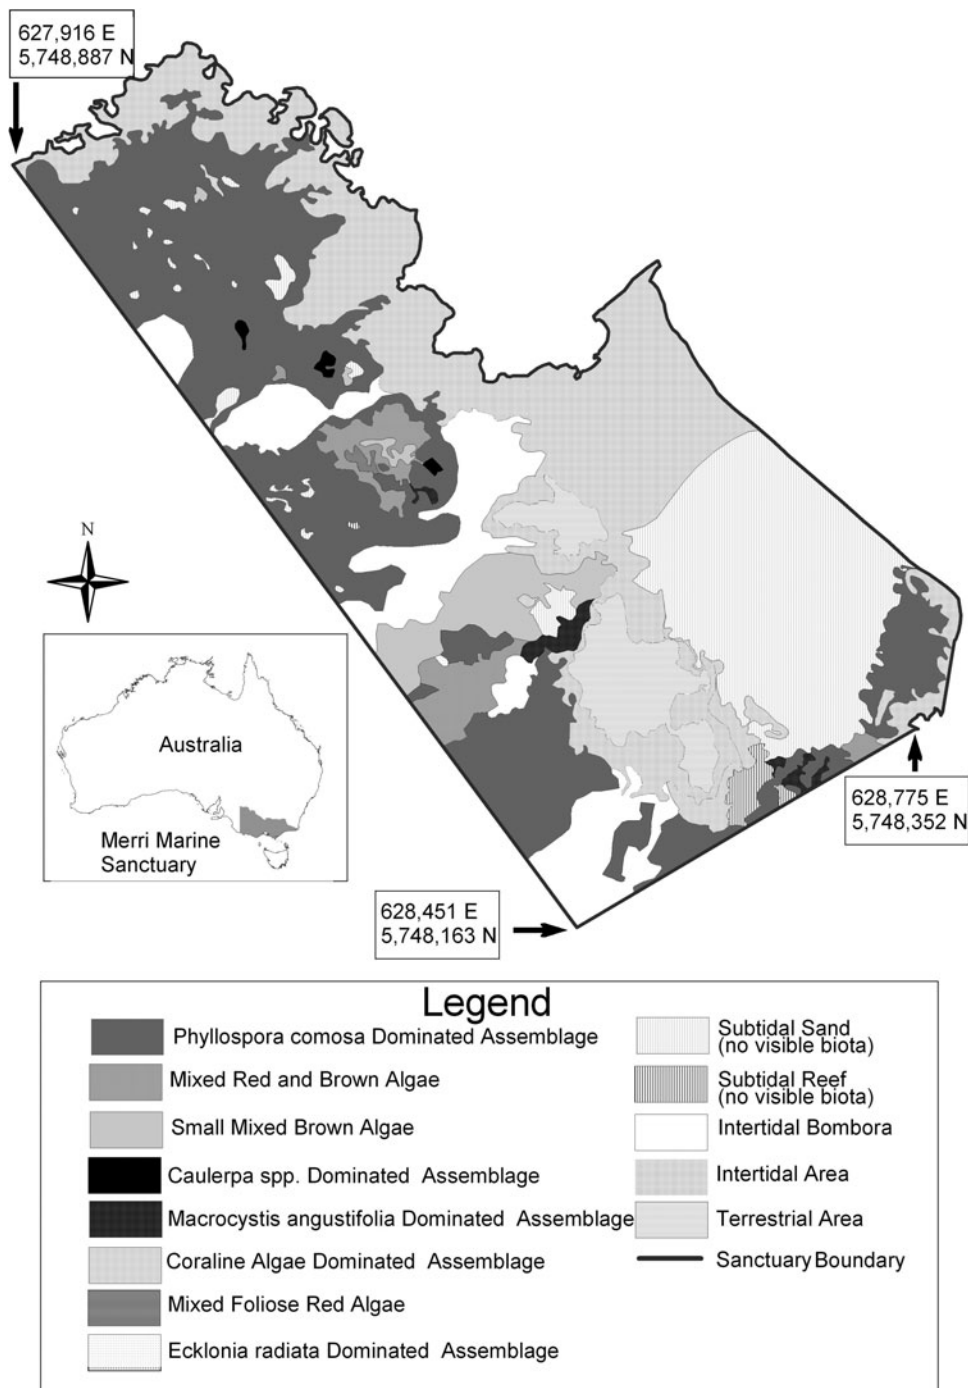 627,916 E
5,748,887 N
N
Australia
Merri Marine
Sanctuary
628,775 E
5,748,352 N
628,451 E
5,748,163 N
Legend
Phyllospora comosa Dominated Assemblage
Mixed Red and Brown Algae
Small Mixed Brown Algae
Caulerpa spp. Dominated Assemblage
Macrocystis angustifolia Dominated Assemblage
Coraline Algae Dominated Assemblage
Mixed Foliose Red Algae
Ecklonia radiata Dominated Assemblage
Subtidal Sand
(no visible biota)
Subtidal Reef
(no visible biota)
Intertidal Bombora
Intertidal Area
Terrestrial Area
Sanctuary Boundary